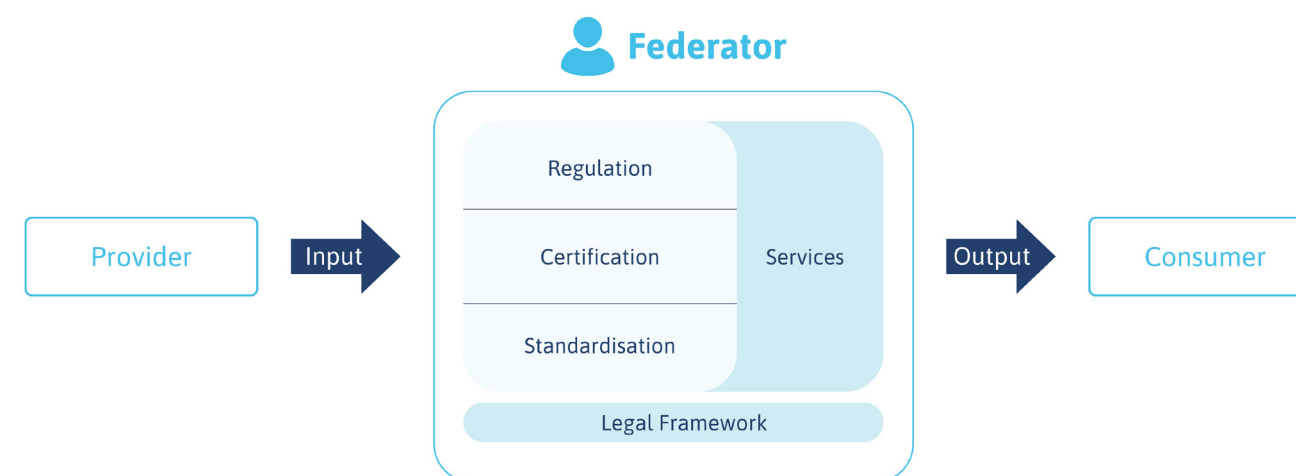 Federator
Regulation
Provider
Input
Certification
Services
Output
Consumer
Standardisation
Legal Framework